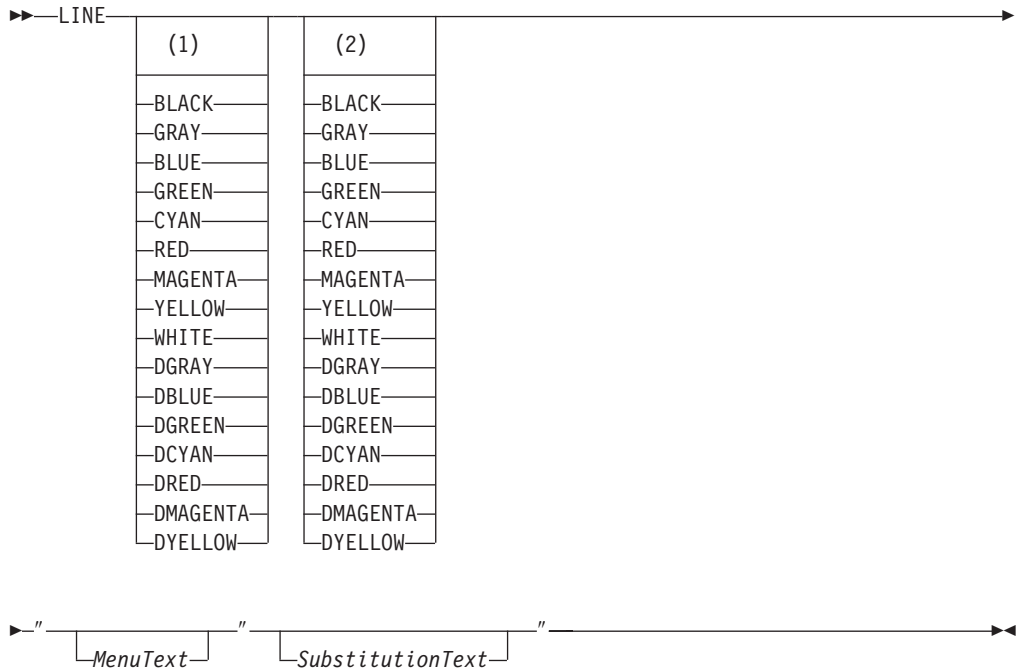 LINE
(1) (2)
BLACK BLACK
GRAY GRAY
BLUE BLUE
GREEN GREEN
CYAN CYAN
RED RED
MAGENTA MAGENTA
YELLOW YELLOW
WHITE WHITE
DGRAY DGRAY
DBLUE DBLUE
DGREEN DGREEN
DCYAN DCYAN
DRED DRED
DMAGENTA DMAGENTA
DYELLOW DYELLOW
″ ″ ″
MenuText SubstitutionText